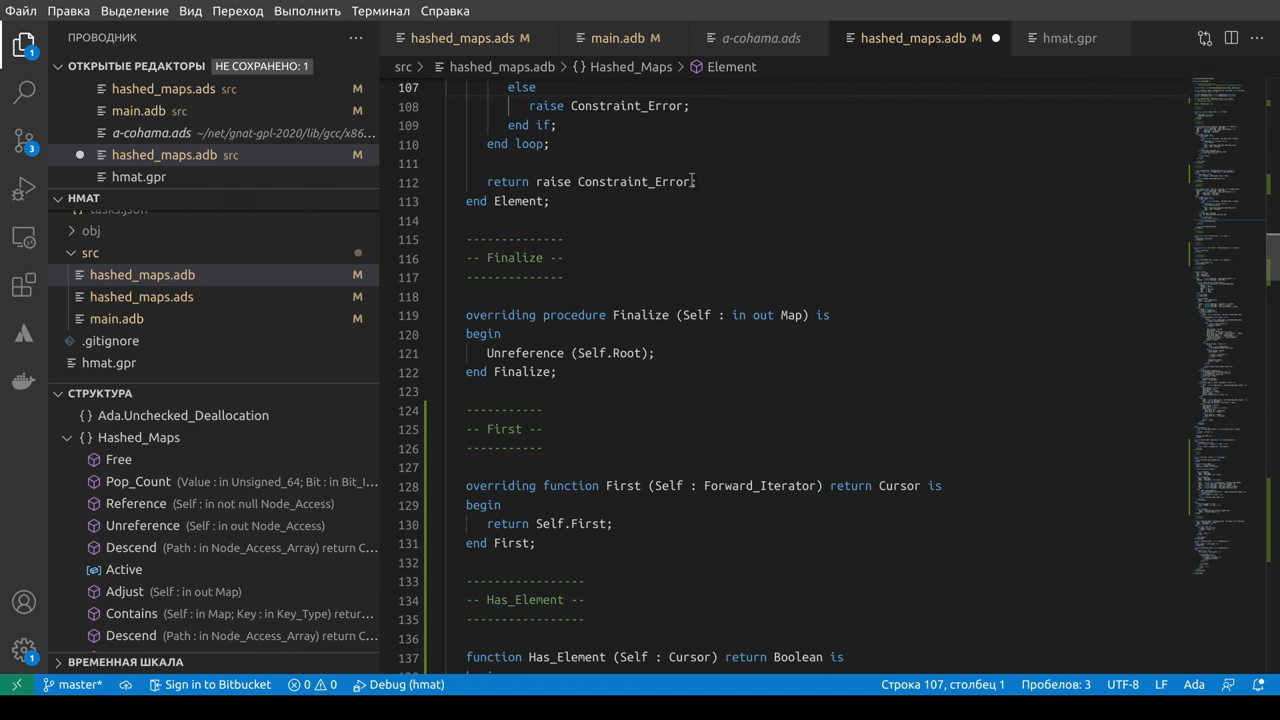 Файл Правка Выделение Вид Переход Выполнить Терминал Справка
ПРОВОДНИК
ОТКРЫТЫЕ РЕДАКТОРЫ НЕ СОХРАНЕНО: 1
hashed_maps.ads src M
main.adb src M
a-cohama.ads ~/net/gnat-gpl-2020/lib/gcc/x86...
hashed_maps.adb src M
hmat.gpr
HMAT
tasks.json
obj
src
hashed_maps.adb M
hashed_maps.ads M
main.adb M
.gitignore
hmat.gpr
СТРУКТУРА
{} Ada.Unchecked_Deallocation
{} Hashed_Maps
Free
Pop_Count (Value : in Unsigned_64; Bit : in Bit_I...
Reference (Self : in not null Node_Access)
Unreference (Self : in out Node_Access)
Descend (Path : in Node_Access_Array) return C...
Active
Adjust (Self : in out Map)
Contains (Self : in Map; Key : in Key_Type) retur...
Descend (Path : in Node_Access_Array) return C...
ВРЕМЕННАЯ ШКАЛА
1
3
1
hashed_maps.ads M main.adb M a-cohama.ads hashed_maps.adb M hmat.gpr
src > hashed_maps.adb > {} Hashed_Maps > Element
107 else
108 raise Constraint_Error;
109 end if;
110 end loop;
111
112 return raise Constraint_Error;
113 end Element;
114
115 --------------
116 -- Finalize --
117 --------------
118
119 overriding procedure Finalize (Self : in out Map) is
120 begin
121 Unreference (Self.Root);
122 end Finalize;
123
124 -----------
125 -- First --
126 -----------
127
128 overriding function First (Self : Forward_Iterator) return Cursor is
129 begin
130 return Self.First;
131 end First;
132
133 -----------------
134 -- Has_Element --
135 -----------------
136
137 function Has_Element (Self : Cursor) return Boolean is
master* Sign in to Bitbucket 0 0 Debug (hmat) Строка 107, столбец 1 Пробелов: 3 UTF-8 LF Ada